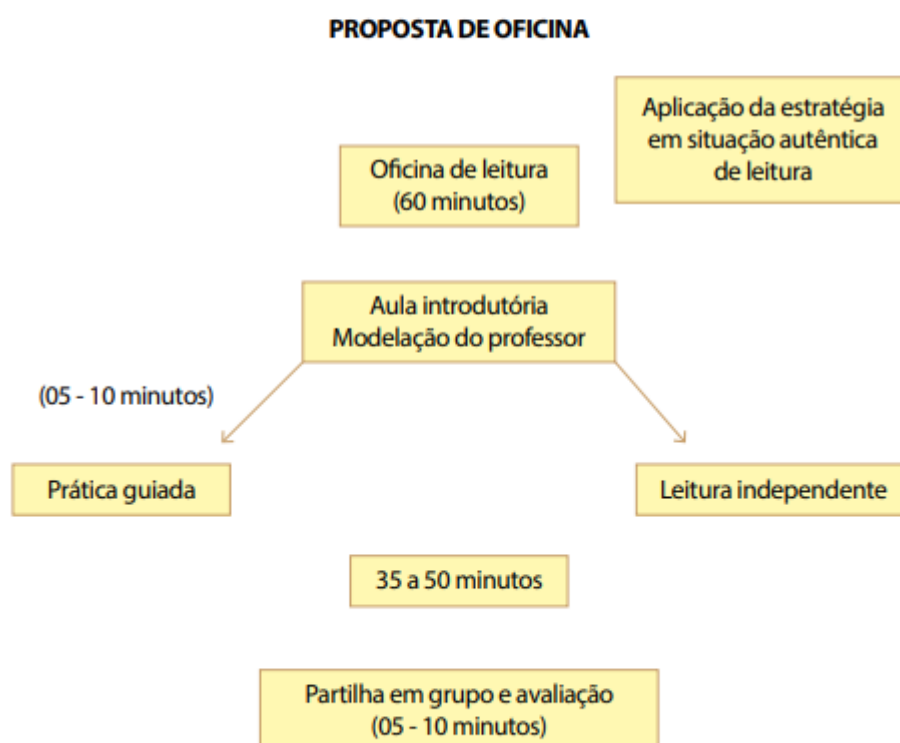 PROPOSTA DE OFICINA
Aplicação da estratégia
em situação autêntica
de leitura
Oficina de leitura
(60 minutos)
Aula introdutória
Modelação do professor
(05 - 10 minutos)
Prática guiada
Leitura independente
35 a 50 minutos
Partilha em grupo e avaliação
(05 - 10 minutos)